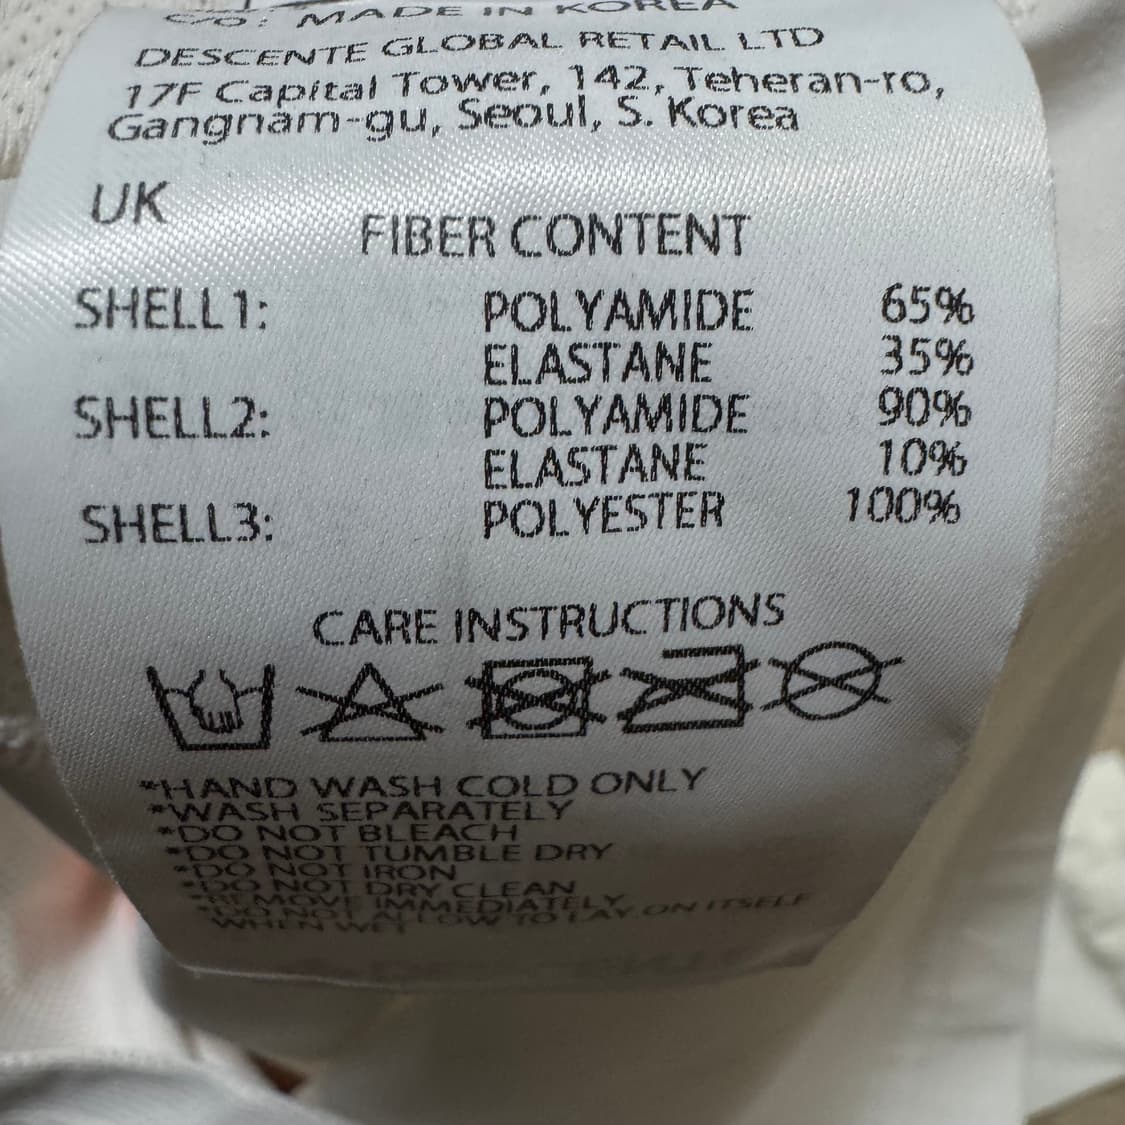 C/O: MADE IN KOREA
DESCENTE GLOBAL RETAIL LTD
17F Capital Tower, 142, Teheran-ro,
Gangnam-gu, Seoul, S. Korea
UK
FIBER CONTENT
SHELL1: POLYAMIDE 65%
ELASTANE 35%
SHELL2: POLYAMIDE 90%
ELASTANE 10%
SHELL3: POLYESTER 100%
CARE INSTRUCTIONS
*HAND WASH COLD ONLY
*WASH SEPARATELY
*DO NOT BLEACH
*DO NOT TUMBLE DRY
*DO NOT IRON
*DO NOT DRY CLEAN
*REMOVE IMMEDIATELY
*DO NOT ALLOW TO LAY ON ITSELF
WHEN WET